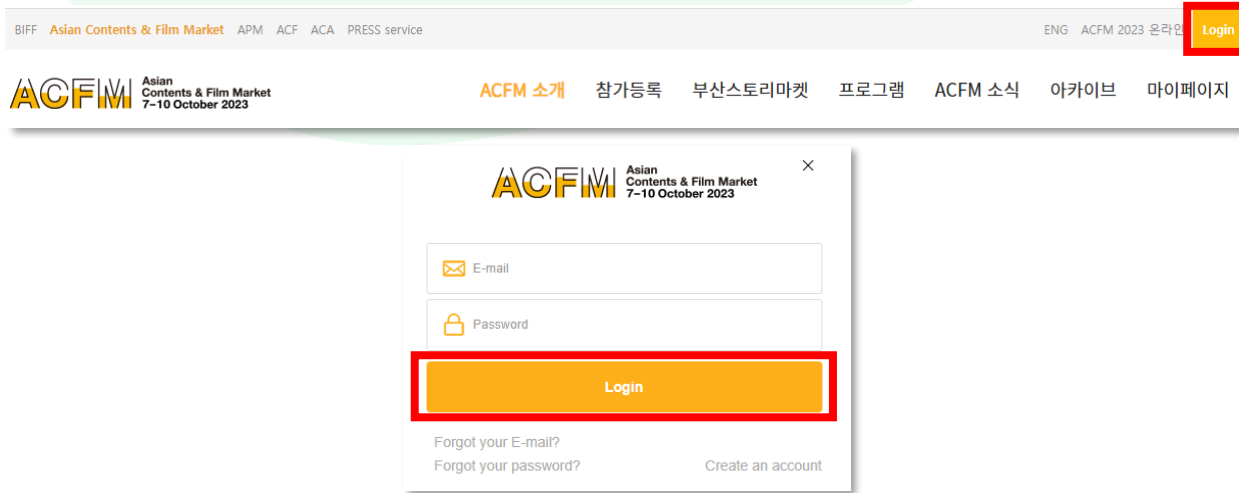 BIFF Asian Contents & Film Market APM ACF ACA PRESS service ENG ACFM 2023 온라인 Login
ACFM Asian
Contents & Film Market
7–10 October 2023
ACFM 소개 참가등록 부산스토리마켓 프로그램 ACFM 소식 아카이브 마이페이지
ACFM Asian
Contents & Film Market
7–10 October 2023
E-mail
Password
Login
Forgot your E-mail?
Forgot your password? Create an account